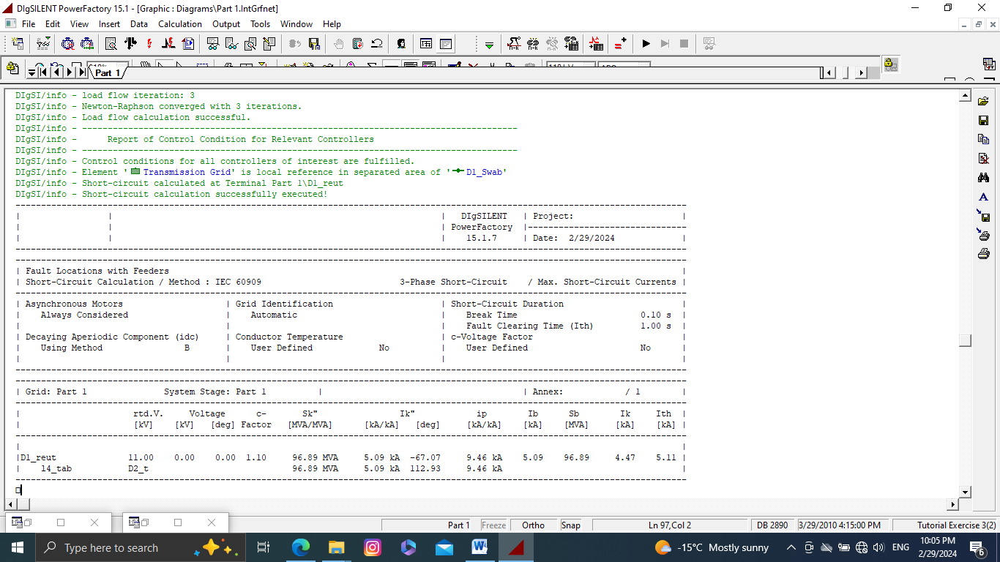 DIgSILENT PowerFactory 15.1 - [Graphic : Diagrams\Part 1.IntGrfnet]
File Edit View Insert Data Calculation Output Tools Window Help
Part 1
DIgSI/info - load flow iteration: 3
DIgSI/info - Newton-Raphson converged with 3 iterations.
DIgSI/info - Load flow calculation successful.
DIgSI/info - -------------------------------------------------------------------------------------
DIgSI/info - Report of Control Condition for Relevant Controllers
DIgSI/info - -------------------------------------------------------------------------------------
DIgSI/info - Control conditions for all controllers of interest are fulfilled.
DIgSI/info - Element ' Transmission Grid' is local reference in separated area of ' D1_Swab'
DIgSI/info - Short-circuit calculated at Terminal Part 1\D1_reut
DIgSI/info - Short-circuit calculation successfully executed!
| | | DIgSILENT | Project: |
| | | PowerFactory |-------------------------------
| | | 15.1.7 | Date: 2/29/2024 |
| Fault Locations with Feeders |
| Short-Circuit Calculation / Method : IEC 60909 3-Phase Short-Circuit / Max. Short-Circuit Currents |
| Asynchronous Motors | Grid Identification | Short-Circuit Duration |
| Always Considered | Automatic | Break Time 0.10 s |
| | | Fault Clearing Time (Ith) 1.00 s |
| Decaying Aperiodic Component (idc) | Conductor Temperature | c-Voltage Factor |
| Using Method B | User Defined No | User Defined No |
| Grid: Part 1 System Stage: Part 1 | | Annex: / 1 |
| rtd.V. Voltage c- Sk" Ik" ip Ib Sb Ik Ith |
| [kV] [kV] [deg] Factor [MVA/MVA] [kA/kA] [deg] [kA/kA] [kA] [MVA] [kA] [kA] |
|D1_reut 11.00 0.00 0.00 1.10 96.89 MVA 5.09 kA -67.07 9.46 kA 5.09 96.89 4.47 5.11 |
| l4_tab D2_t 96.89 MVA 5.09 kA 112.93 9.46 kA |
Part 1 Freeze Ortho Snap Ln 97,Col 2 DB 2890 3/29/2010 4:15:00 PM Tutorial Exercise 3(2)
Type here to search
-15°C Mostly sunny
ENG
10:05 PM
2/29/2024
6